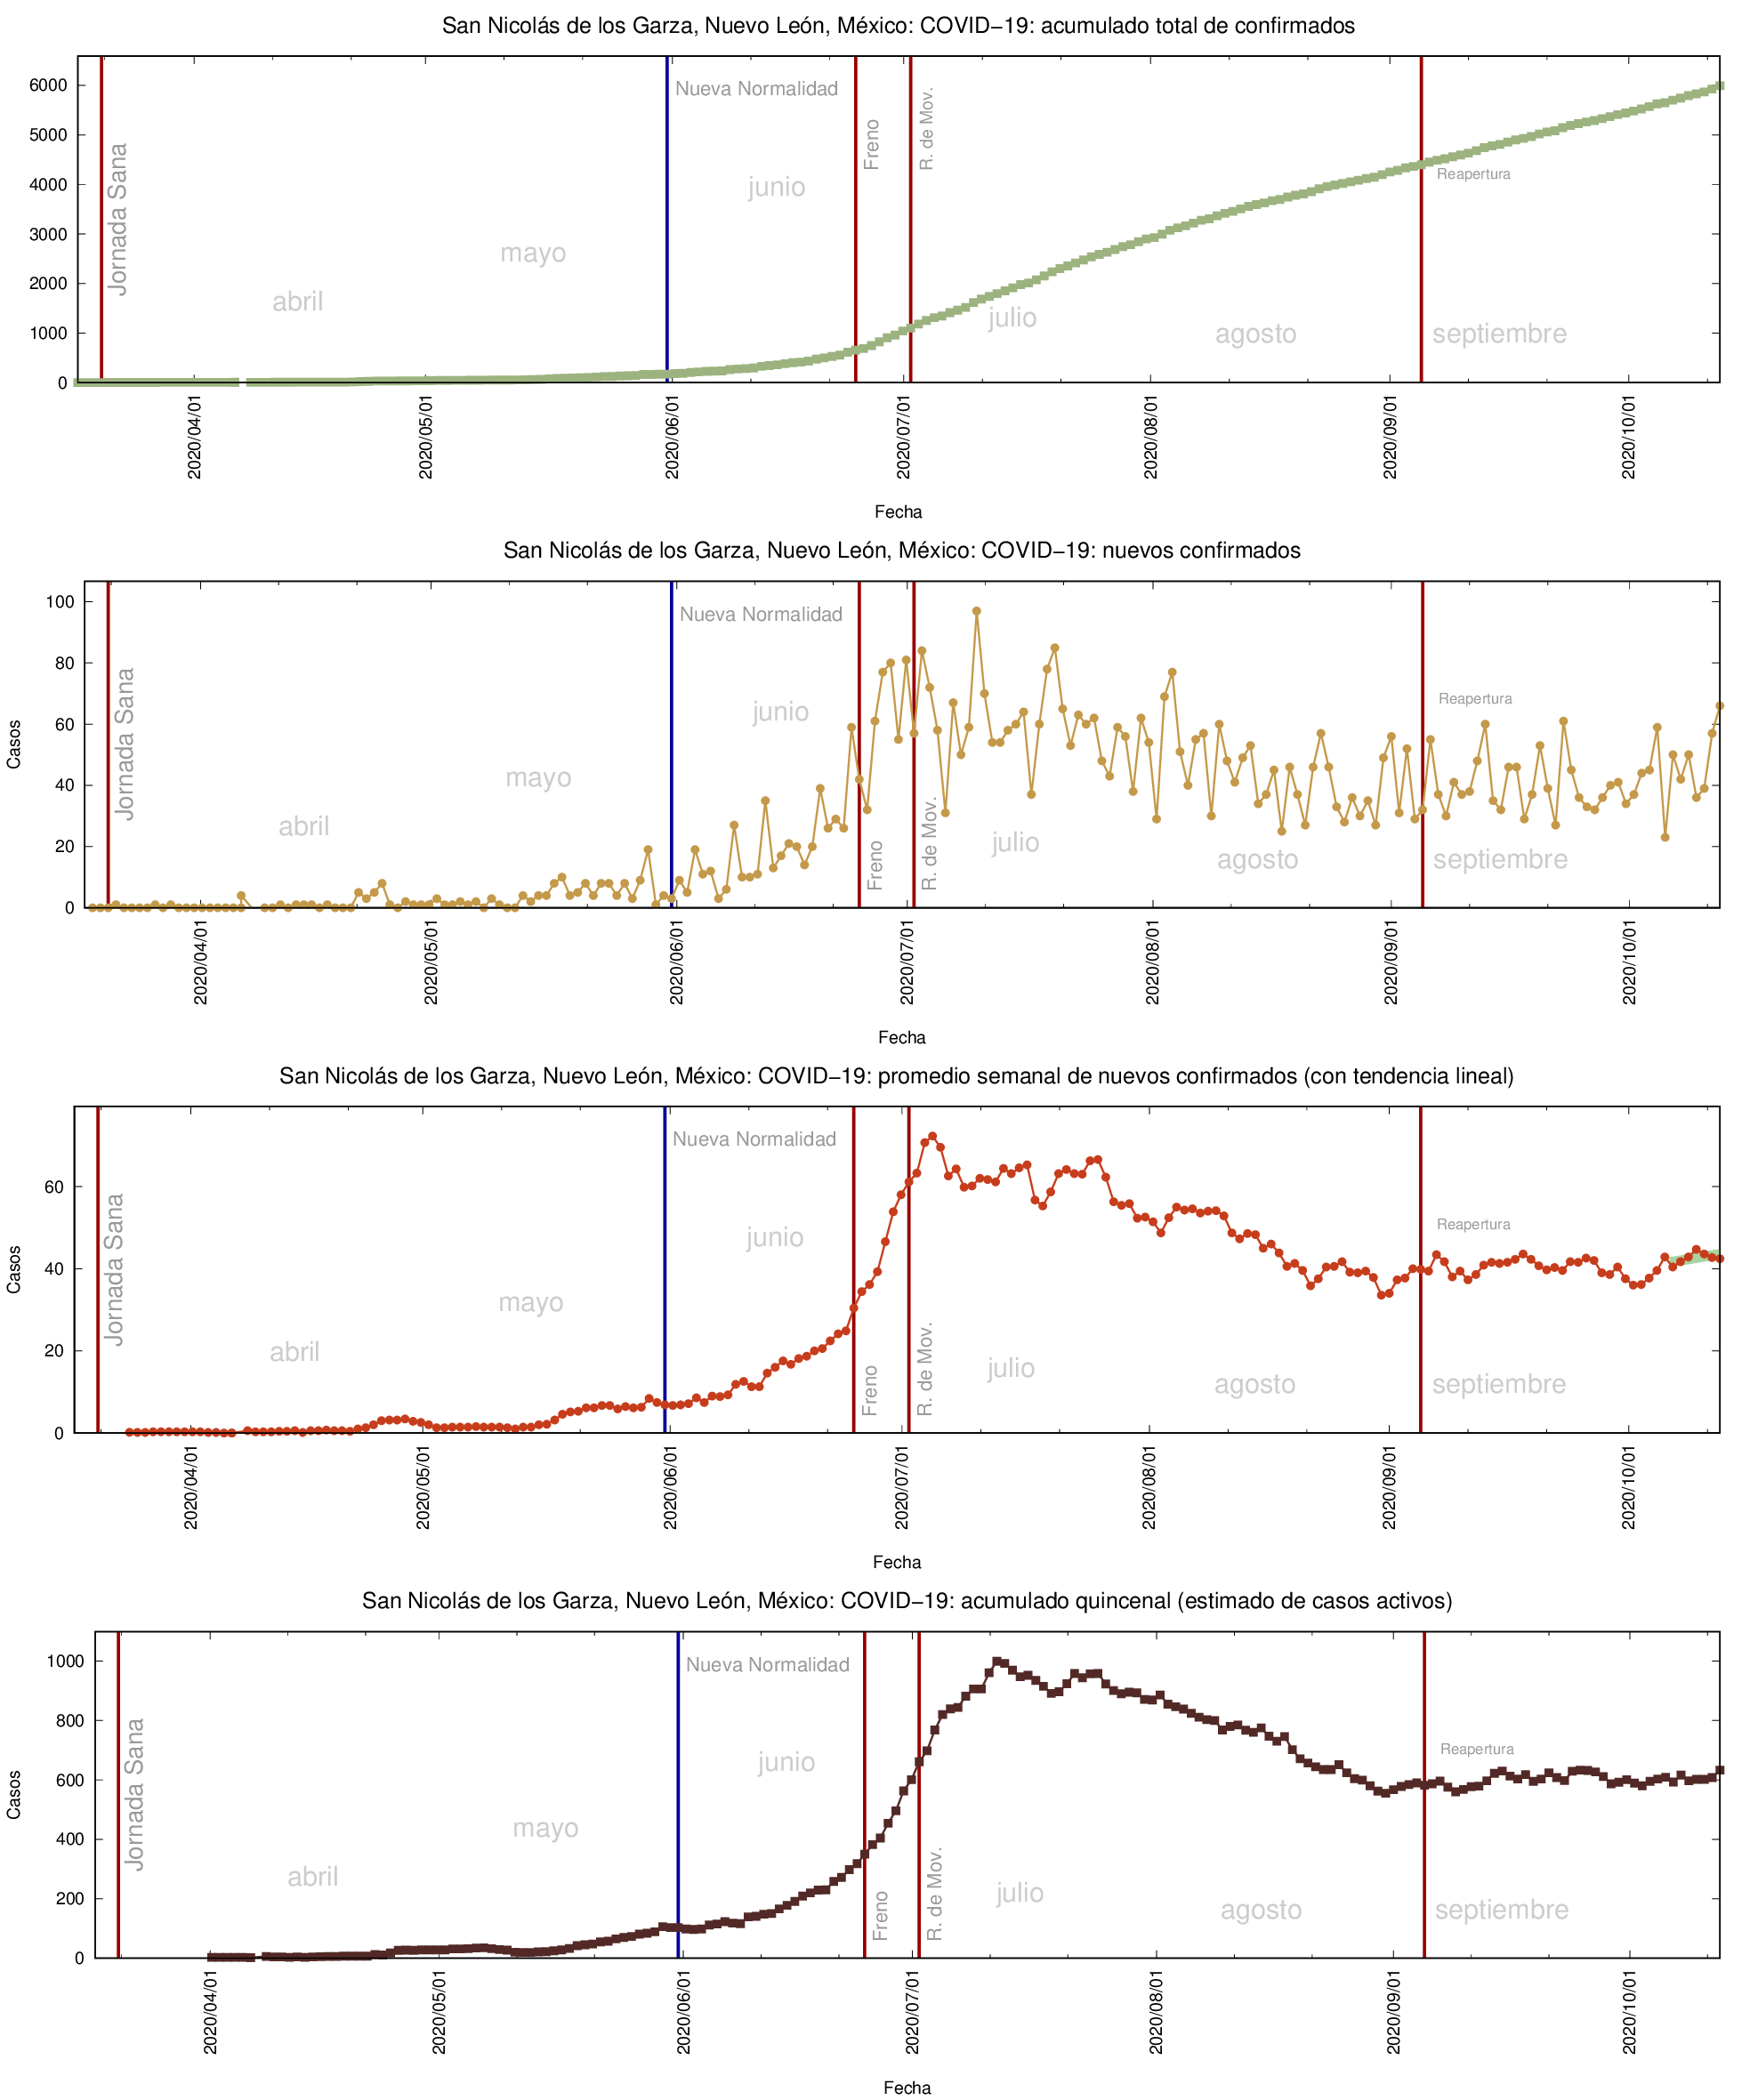 San Nicolás de los Garza, Nuevo León, México: COVID−19: acumulado total de confirmados
6000
5000
4000
3000
2000
1000
0
Jornada Sana
abril
mayo
Nueva Normalidad
junio
Freno
R. de Mov.
julio
agosto
Reapertura
septiembre
2020/04/01
2020/05/01
2020/06/01
2020/07/01
2020/08/01
2020/09/01
2020/10/01
Fecha
San Nicolás de los Garza, Nuevo León, México: COVID−19: nuevos confirmados
Casos
100
80
60
40
20
0
Jornada Sana
abril
mayo
Nueva Normalidad
junio
Freno
R. de Mov.
julio
agosto
Reapertura
septiembre
2020/04/01
2020/05/01
2020/06/01
2020/07/01
2020/08/01
2020/09/01
2020/10/01
Fecha
San Nicolás de los Garza, Nuevo León, México: COVID−19: promedio semanal de nuevos confirmados (con tendencia lineal)
Casos
60
40
20
0
Jornada Sana
abril
mayo
Nueva Normalidad
junio
Freno
R. de Mov.
julio
agosto
Reapertura
septiembre
2020/04/01
2020/05/01
2020/06/01
2020/07/01
2020/08/01
2020/09/01
2020/10/01
Fecha
San Nicolás de los Garza, Nuevo León, México: COVID−19: acumulado quincenal (estimado de casos activos)
Casos
1000
800
600
400
200
0
Jornada Sana
abril
mayo
Nueva Normalidad
junio
Freno
R. de Mov.
julio
agosto
Reapertura
septiembre
2020/04/01
2020/05/01
2020/06/01
2020/07/01
2020/08/01
2020/09/01
2020/10/01
Fecha